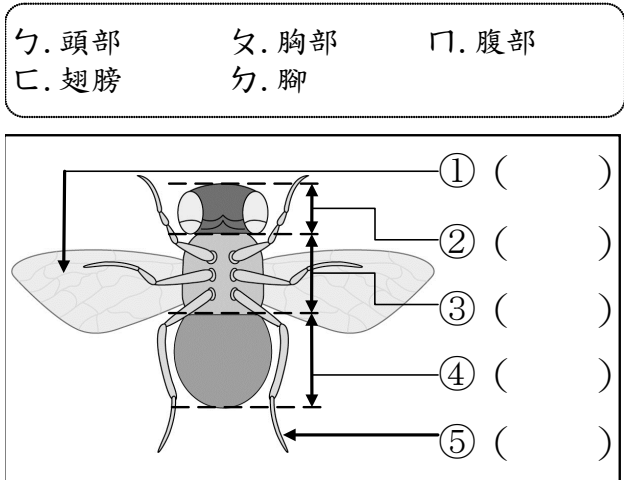 ㄅ.頭部 ㄆ.胸部 ㄇ.腹部
ㄈ.翅膀 ㄉ.腳
① ( )
② ( )
③ ( )
④ ( )
⑤ ( )